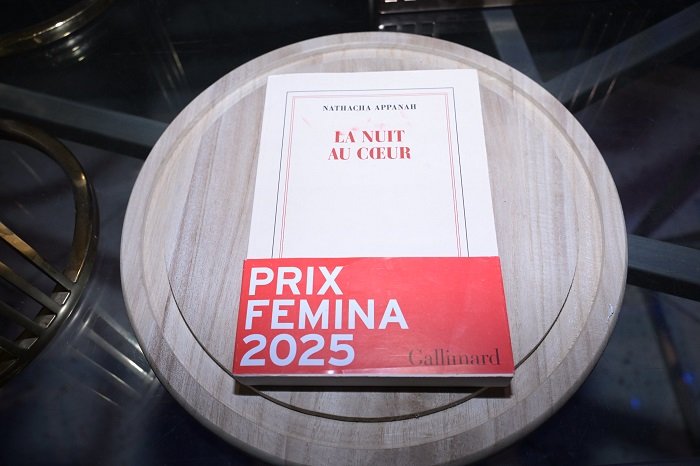 NATHACHA APPANAH
LA NUIT
AU CŒUR
PRIX
FEMINA
2025
Gallimard